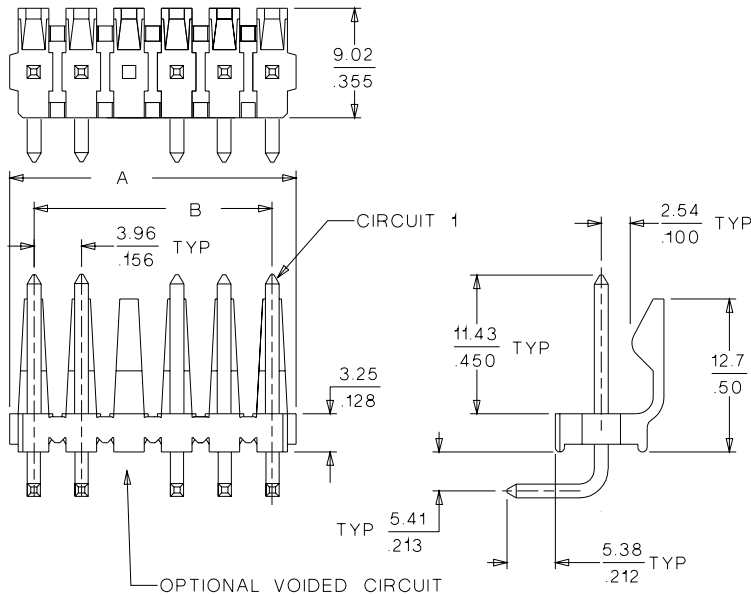 9.02
.355
A
B
CIRCUIT 1
3.96
.156
TYP
2.54
.100
TYP
11.43
.450
TYP
12.7
.50
3.25
.128
TYP
5.41
.213
5.38
.212
TYP
OPTIONAL VOIDED CIRCUIT